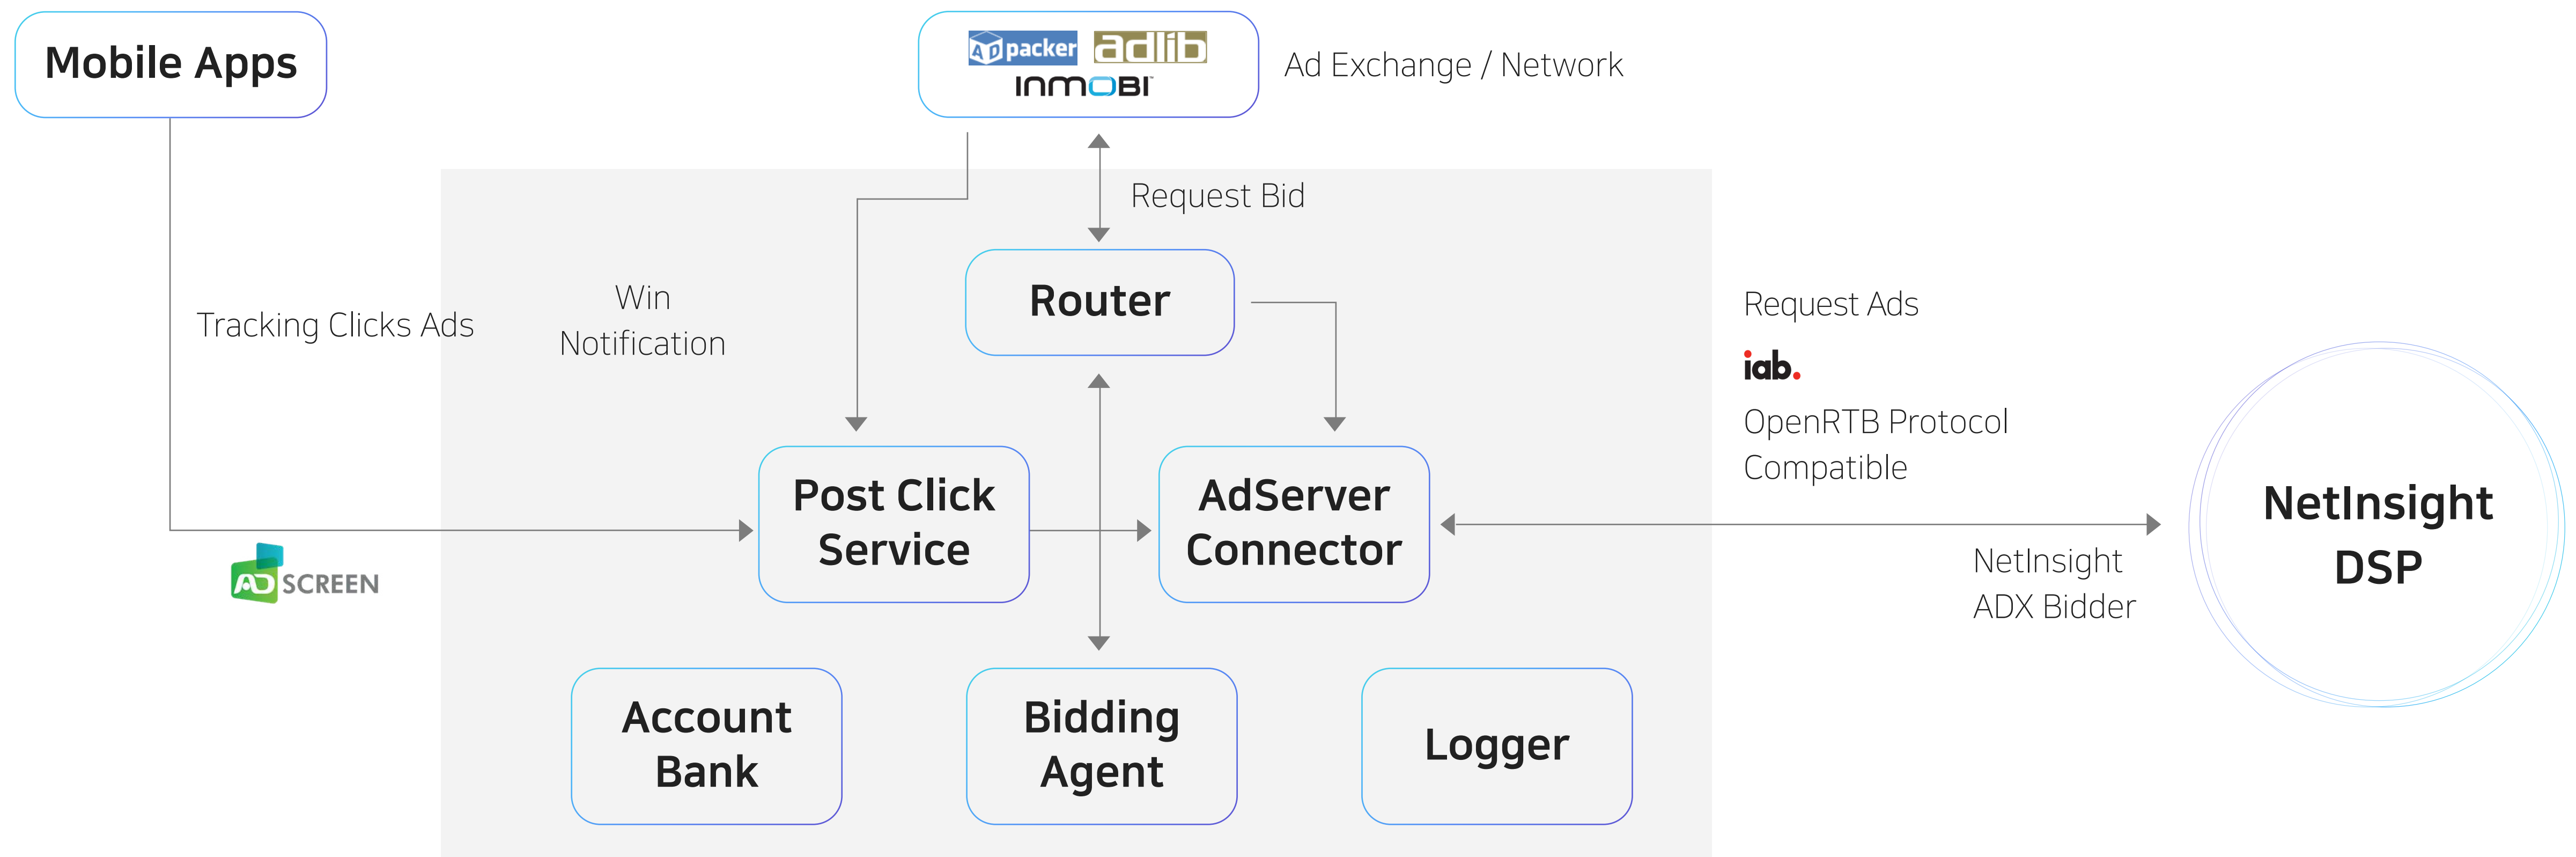 Mobile Apps
AD packer
adlib
INMOBI
Ad Exchange / Network
Request Bid
Router
Win
Notification
Tracking Clicks Ads
Request Ads
iab.
OpenRTB Protocol
Compatible
Post Click
Service
AdServer
Connector
NetInsight
DSP
NetInsight
ADX Bidder
AD SCREEN
Account
Bank
Bidding
Agent
Logger